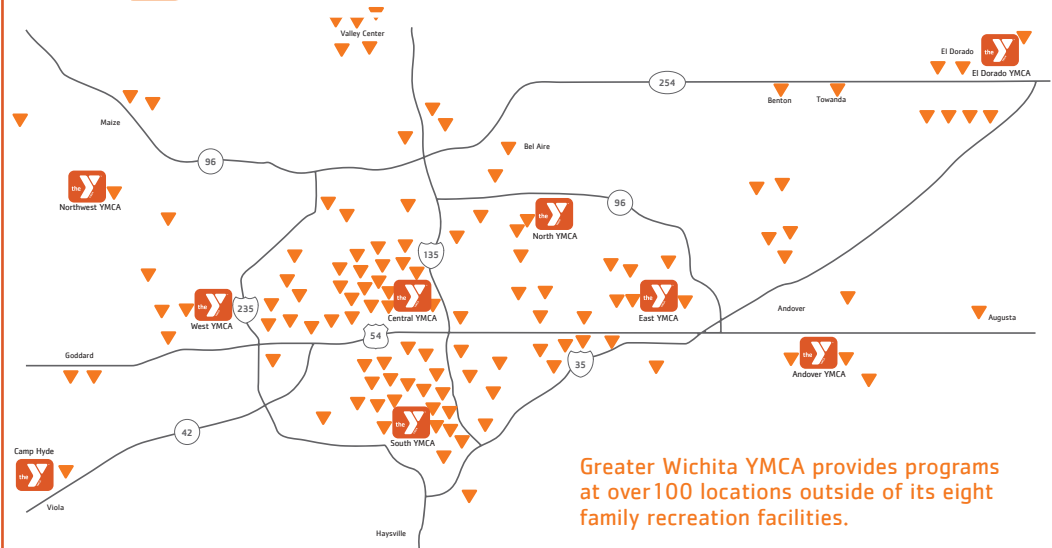 Valley Center
El Dorado
the
El Dorado YMCA
254
Benton
Towanda
Maize
Bel Aire
96
the
Northwest YMCA
96
the
North YMCA
135
the
West YMCA
235
the
Central YMCA
the
East YMCA
Andover
Augusta
54
Goddard
35
the
Andover YMCA
42
the
South YMCA
Camp Hyde
the
Viola
Haysville
Greater Wichita YMCA provides programs
at over100 locations outside of its eight
family recreation facilities.